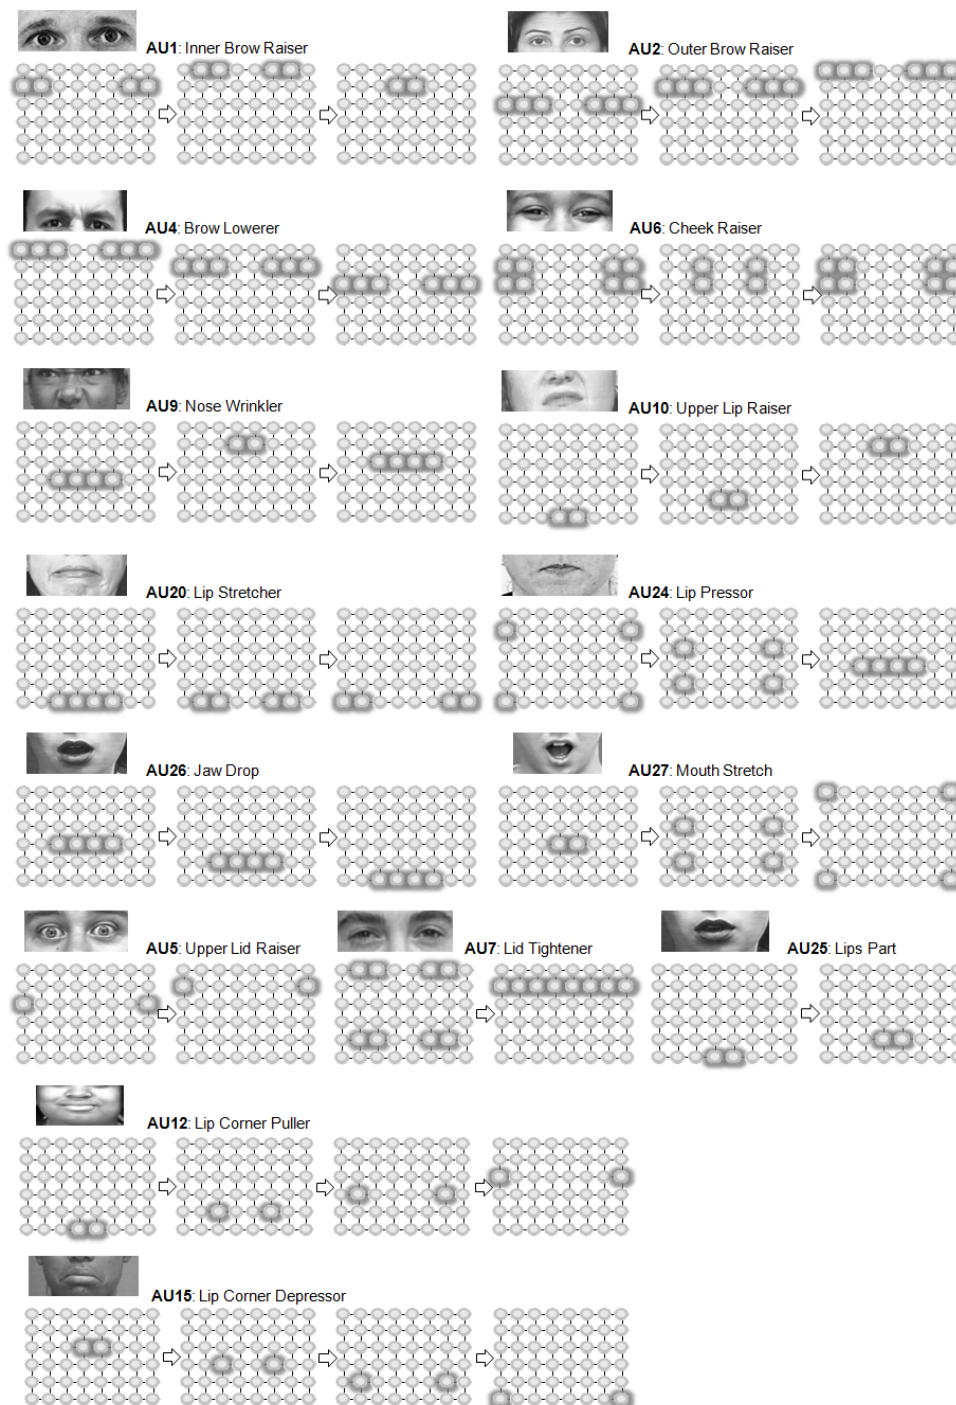 AU1: Inner Brow Raiser
AU2: Outer Brow Raiser
AU4: Brow Lowerer
AU6: Cheek Raiser
AU9: Nose Wrinkler
AU10: Upper Lip Raiser
AU20: Lip Stretcher
AU24: Lip Pressor
AU26: Jaw Drop
AU27: Mouth Stretch
AU5: Upper Lid Raiser
AU7: Lid Tightener
AU25: Lips Part
AU12: Lip Corner Puller
AU15: Lip Corner Depressor